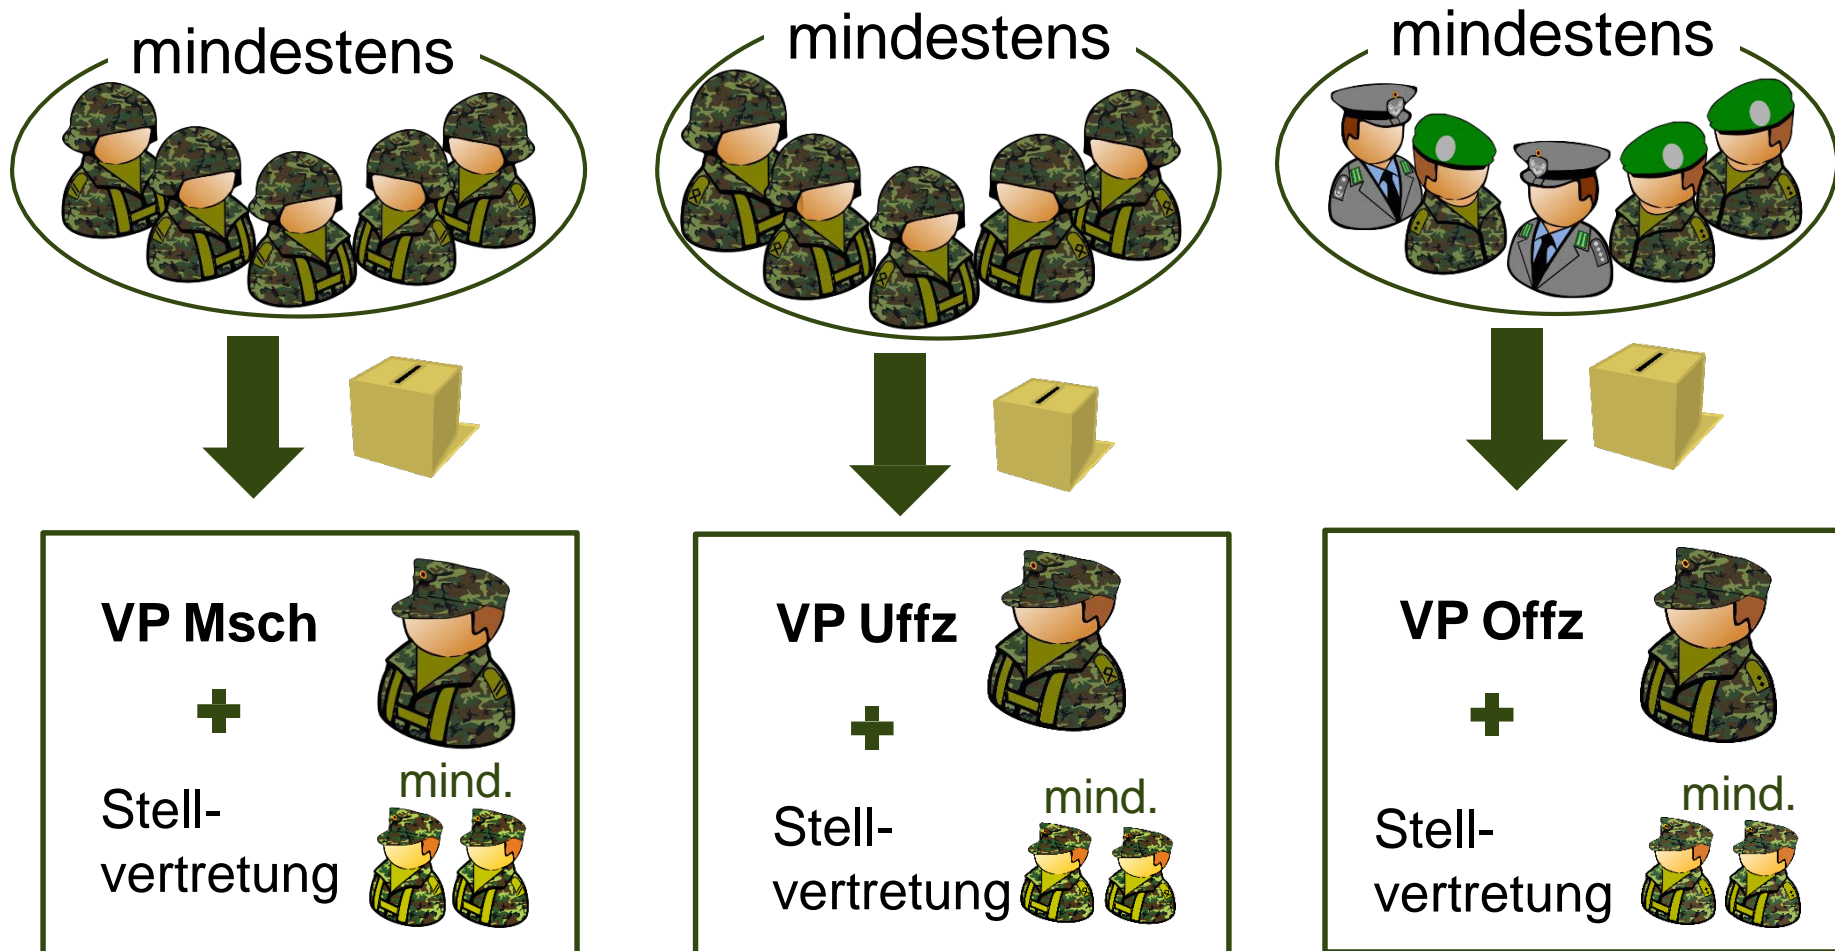 mindestens
mindestens
mindestens
VP Msch
mind.
Stell-
vertretung
VP Uffz
mind.
Stell-
vertretung
VP Offz
mind.
Stell-
vertretung